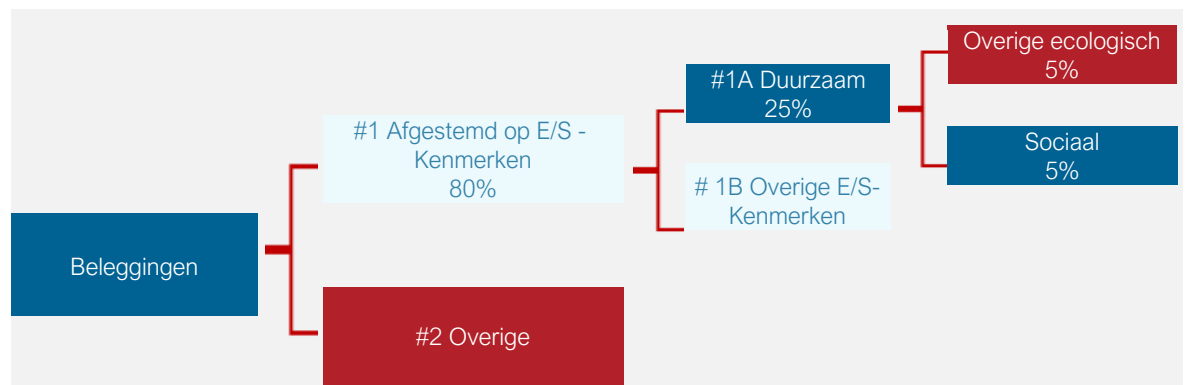 Beleggingen
#1 Afgestemd op E/S -
Kenmerken
80%
#2 Overige
#1A Duurzaam
25%
# 1B Overige E/S-
Kenmerken
Overige ecologisch
5%
Sociaal
5%